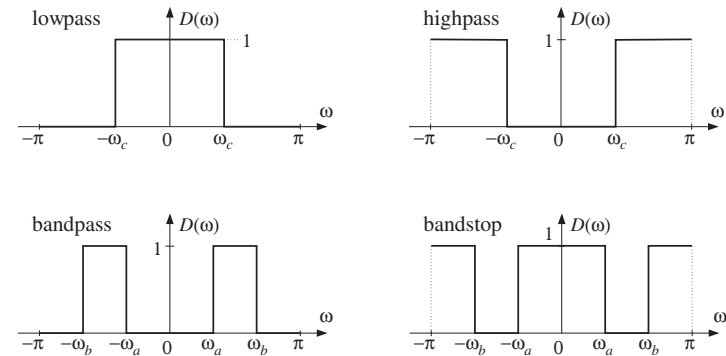 lowpass D(ω) 1
−π −ω_c 0 ω_c π ω
highpass D(ω) 1
−π −ω_c 0 ω_c π ω
bandpass D(ω) 1
−π −ω_b −ω_a 0 ω_a ω_b π ω
bandstop D(ω) 1
−π −ω_b −ω_a 0 ω_a ω_b π ω